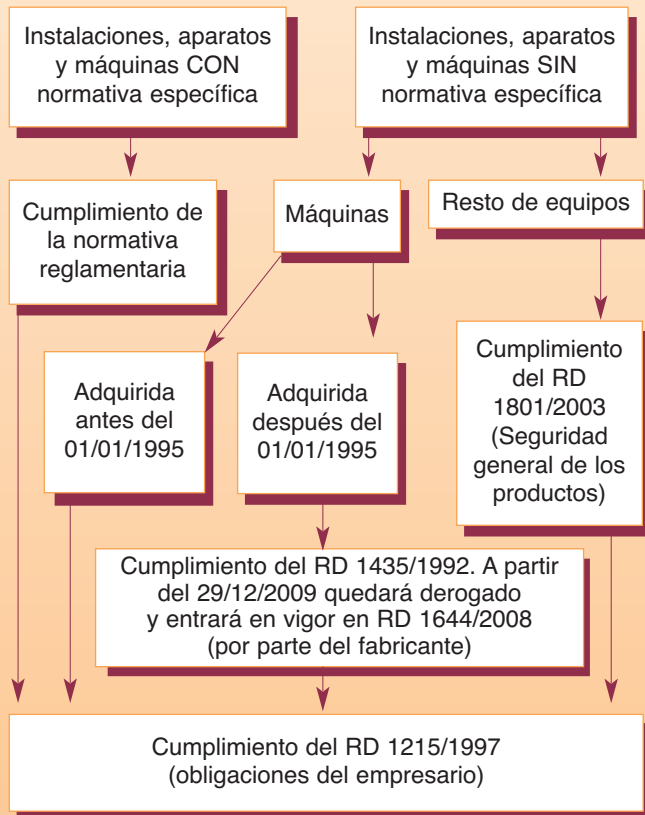 Instalaciones, aparatos
y máquinas CON
normativa específica
Instalaciones, aparatos
y máquinas SIN
normativa específica
Cumplimiento de
la normativa
reglamentaria
Máquinas
Resto de equipos
Adquirida
antes del
01/01/1995
Adquirida
después del
01/01/1995
Cumplimiento
del RD
1801/2003
(Seguridad
general de los
productos)
Cumplimiento del RD 1435/1992. A partir
del 29/12/2009 quedará derogado
y entrará en vigor en RD 1644/2008
(por parte del fabricante)
Cumplimiento del RD 1215/1997
(obligaciones del empresario)